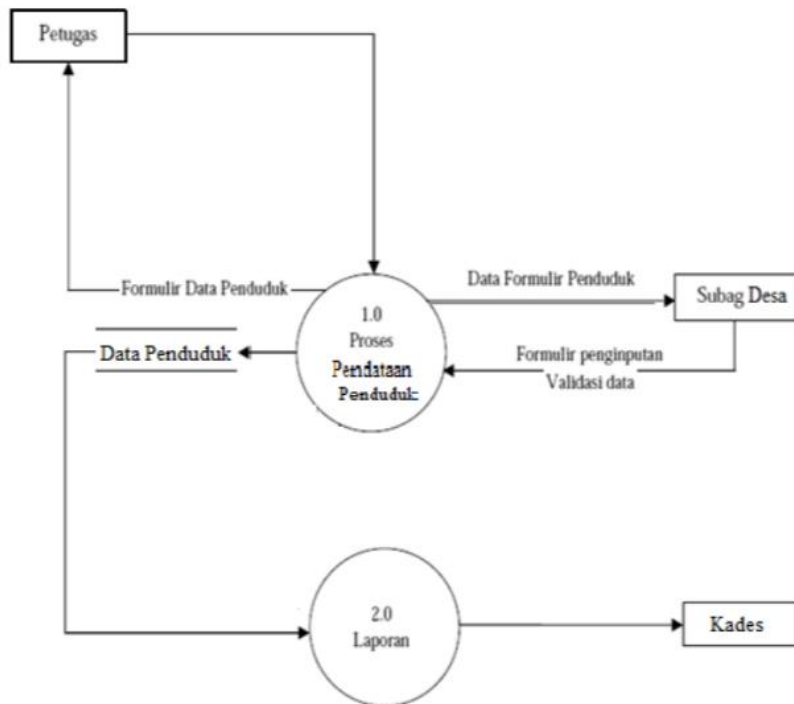 Petugas
Formulir Data Penduduk
Data Formulir Penduduk
Subag Desa
1.0
Proses
Pendataan
Penduduk
Data Penduduk
Formulir penginputan
Validasi data
2.0
Laporan
Kades